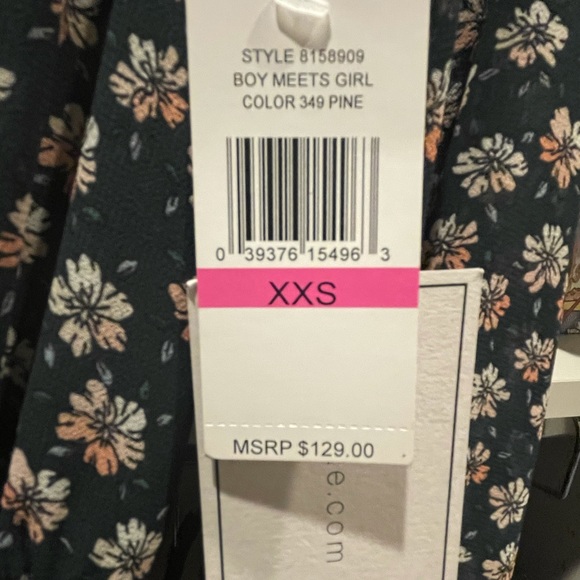 STYLE 8158909
BOY MEETS GIRL
COLOR 349 PINE
0 39376 15496 3
XXS
MSRP $129.00
e.com